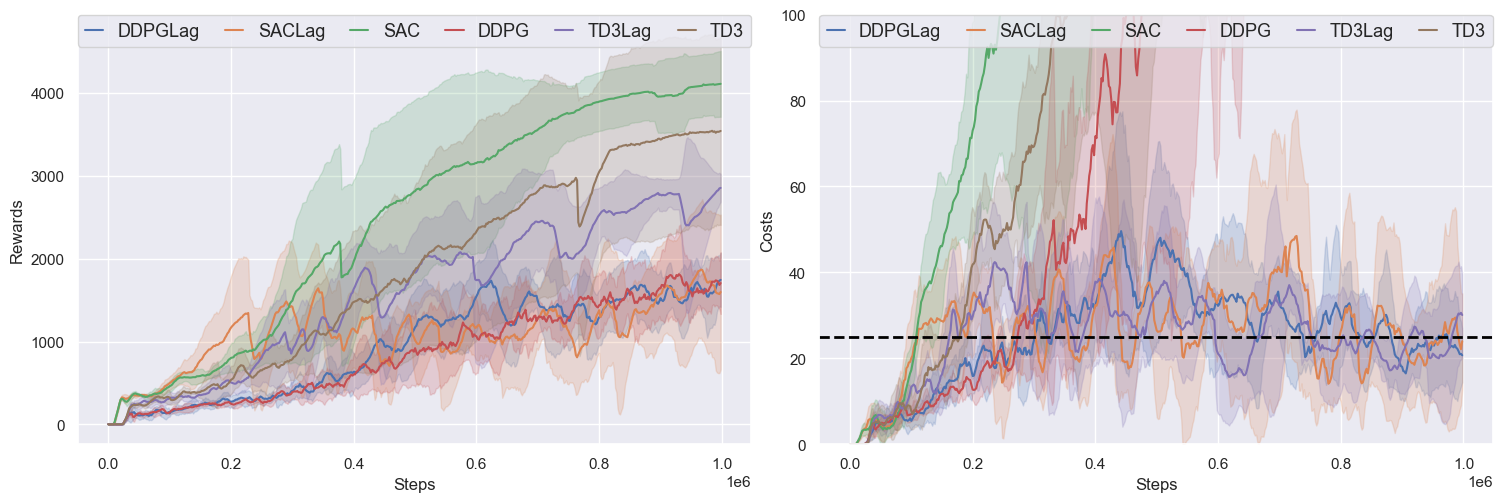 DDPGLag SACLag SAC DDPG TD3Lag TD3
Rewards
4000
3000
2000
1000
0
0.0 0.2 0.4 0.6 0.8 1.0
1e6
Steps
DDPGLag SACLag SAC DDPG TD3Lag TD3
Costs
100
80
60
40
20
0
0.0 0.2 0.4 0.6 0.8 1.0
1e6
Steps